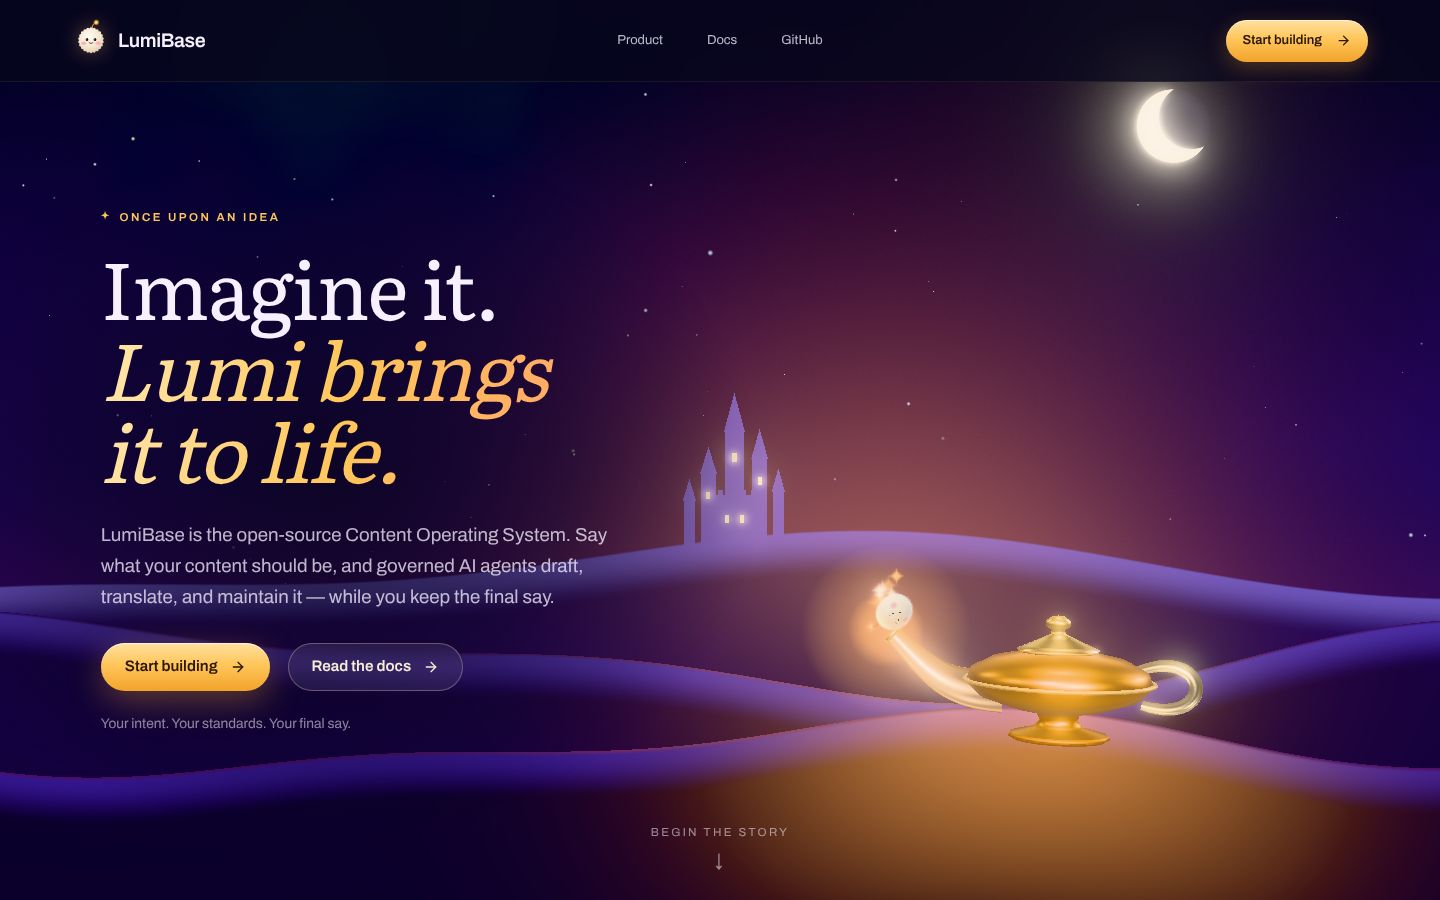 LumiBase
Product
Docs
GitHub
Start building
ONCE UPON AN IDEA
Imagine it.
Lumi brings
it to life.
LumiBase is the open-source Content Operating System. Say
what your content should be, and governed AI agents draft,
translate, and maintain it — while you keep the final say.
Start building
Read the docs
Your intent. Your standards. Your final say.
BEGIN THE STORY